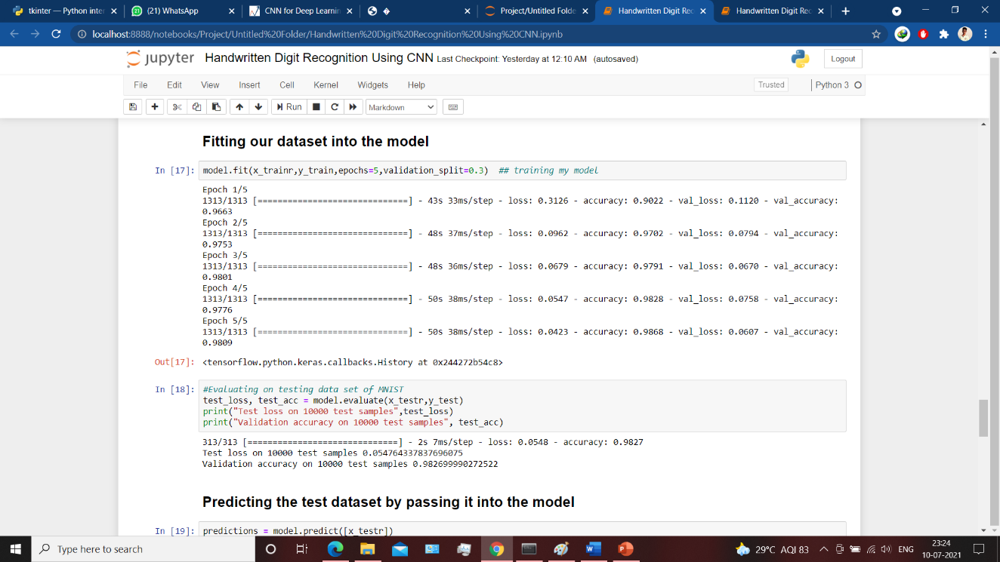 tkinter — Python inter
(21) WhatsApp
CNN for Deep Learnin
Project/Untitled Folde
Handwritten Digit Rec
Handwritten Digit Rec
localhost:8888/notebooks/Project/Untitled%20Folder/Handwritten%20Digit%20Recognition%20Using%20CNN.ipynb
jupyter Handwritten Digit Recognition Using CNN Last Checkpoint: Yesterday at 12:10 AM (autosaved)
Logout
File Edit View Insert Cell Kernel Widgets Help
Trusted
Python 3
Run
Markdown
Fitting our dataset into the model
In [17]: model.fit(x_trainr,y_train,epochs=5,validation_split=0.3) ## training my model
Epoch 1/5
1313/1313 [==============================] - 43s 33ms/step - loss: 0.3126 - accuracy: 0.9022 - val_loss: 0.1120 - val_accuracy:
0.9663
Epoch 2/5
1313/1313 [==============================] - 48s 37ms/step - loss: 0.0962 - accuracy: 0.9702 - val_loss: 0.0794 - val_accuracy:
0.9753
Epoch 3/5
1313/1313 [==============================] - 48s 36ms/step - loss: 0.0679 - accuracy: 0.9791 - val_loss: 0.0670 - val_accuracy:
0.9801
Epoch 4/5
1313/1313 [==============================] - 50s 38ms/step - loss: 0.0547 - accuracy: 0.9828 - val_loss: 0.0758 - val_accuracy:
0.9776
Epoch 5/5
1313/1313 [==============================] - 50s 38ms/step - loss: 0.0423 - accuracy: 0.9868 - val_loss: 0.0607 - val_accuracy:
0.9809
Out[17]: <tensorflow.python.keras.callbacks.History at 0x244272b54c8>
In [18]: #Evaluating on testing data set of MNIST
test_loss, test_acc = model.evaluate(x_testr,y_test)
print("Test loss on 10000 test samples",test_loss)
print("Validation accuracy on 10000 test samples", test_acc)
313/313 [==============================] - 2s 7ms/step - loss: 0.0548 - accuracy: 0.9827
Test loss on 10000 test samples 0.054764337837696075
Validation accuracy on 10000 test samples 0.982699990272522
Predicting the test dataset by passing it into the model
In [19]: predictions = model.predict([x_testr])
Type here to search
29°C AQI 83
ENG
23:24
10-07-2021